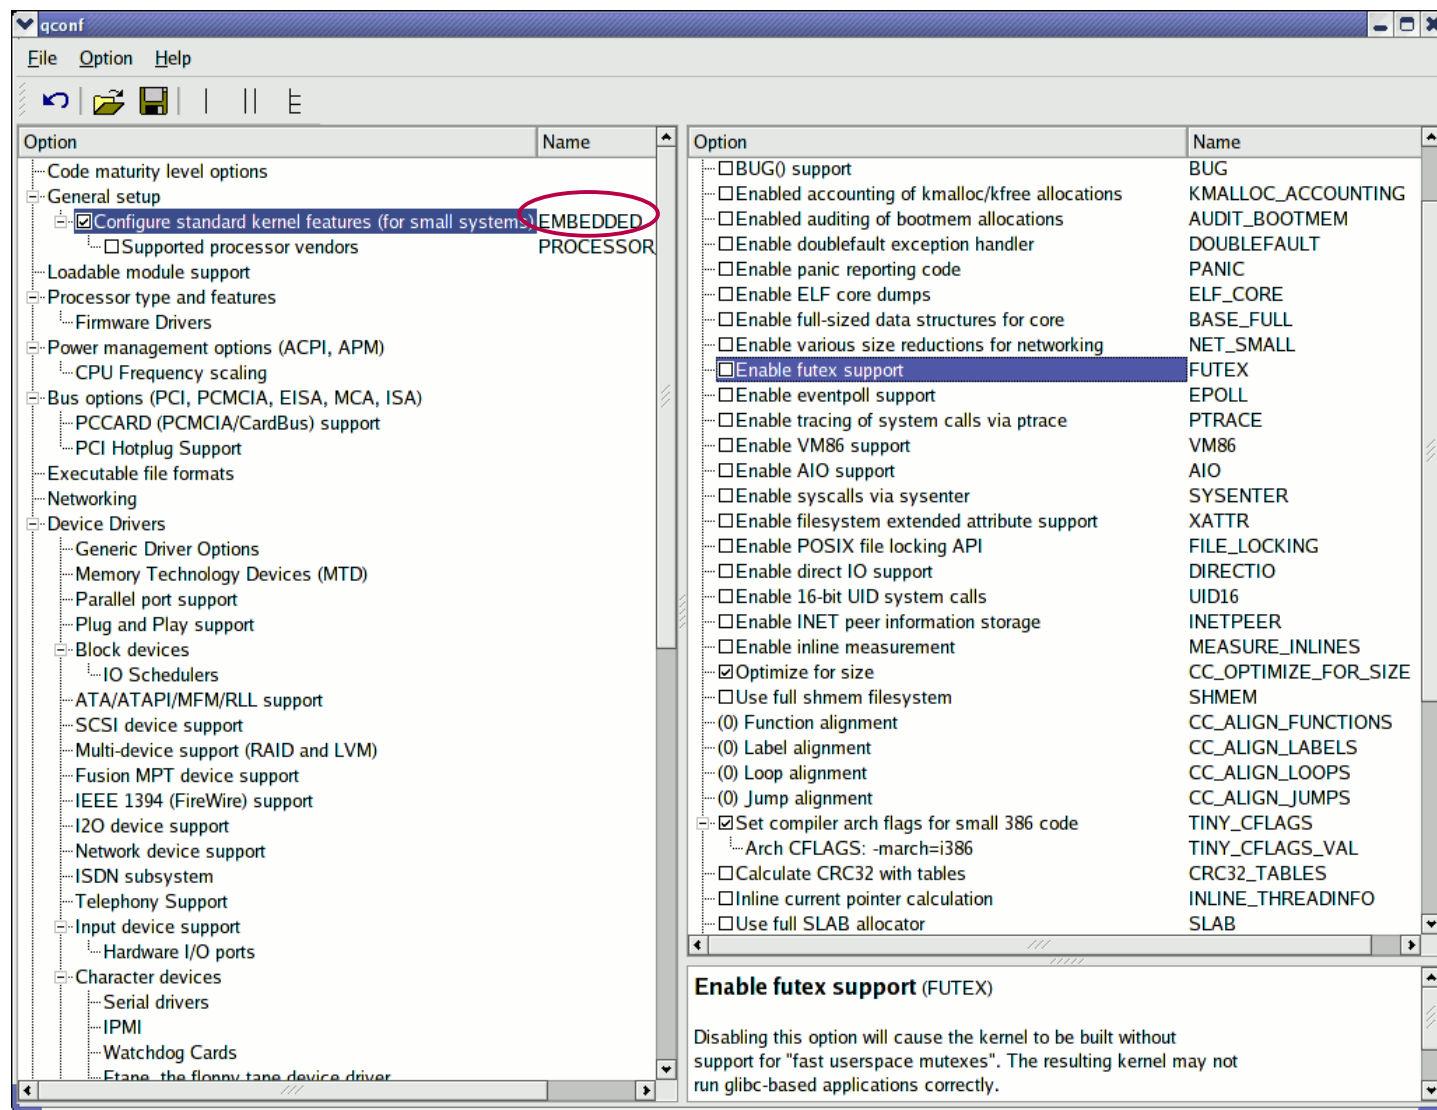 qconf
File Option Help
Option Name
Code maturity level options
General setup
Configure standard kernel features (for small systems) EMBEDDED
Supported processor vendors PROCESSOR
Loadable module support
Processor type and features
Firmware Drivers
Power management options (ACPI, APM)
CPU Frequency scaling
Bus options (PCI, PCMCIA, EISA, MCA, ISA)
PCCARD (PCMCIA/CardBus) support
PCI Hotplug Support
Executable file formats
Networking
Device Drivers
Generic Driver Options
Memory Technology Devices (MTD)
Parallel port support
Plug and Play support
Block devices
IO Schedulers
ATA/ATAPI/MFM/RLL support
SCSI device support
Multi-device support (RAID and LVM)
Fusion MPT device support
IEEE 1394 (FireWire) support
I2O device support
Network device support
ISDN subsystem
Telephony Support
Input device support
Hardware I/O ports
Character devices
Serial drivers
IPMI
Watchdog Cards
Ftape, the floppy tape device driver
Option Name
BUG() support BUG
Enabled accounting of kmalloc/kfree allocations KMALLOC_ACCOUNTING
Enabled auditing of bootmem allocations AUDIT_BOOTMEM
Enable doublefault exception handler DOUBLEFAULT
Enable panic reporting code PANIC
Enable ELF core dumps ELF_CORE
Enable full-sized data structures for core BASE_FULL
Enable various size reductions for networking NET_SMALL
Enable futex support FUTEX
Enable eventpoll support EPOLL
Enable tracing of system calls via ptrace PTRACE
Enable VM86 support VM86
Enable AIO support AIO
Enable syscalls via sysenter SYSENTER
Enable filesystem extended attribute support XATTR
Enable POSIX file locking API FILE_LOCKING
Enable direct IO support DIRECTIO
Enable 16-bit UID system calls UID16
Enable INET peer information storage INETPEER
Enable inline measurement MEASURE_INLINES
Optimize for size CC_OPTIMIZE_FOR_SIZE
Use full shmem filesystem SHMEM
(0) Function alignment CC_ALIGN_FUNCTIONS
(0) Label alignment CC_ALIGN_LABELS
(0) Loop alignment CC_ALIGN_LOOPS
(0) Jump alignment CC_ALIGN_JUMPS
Set compiler arch flags for small 386 code TINY_CFLAGS
Arch CFLAGS: -march=i386 TINY_CFLAGS_VAL
Calculate CRC32 with tables CRC32_TABLES
Inline current pointer calculation INLINE_THREADINFO
Use full SLAB allocator SLAB
Enable futex support (FUTEX)
Disabling this option will cause the kernel to be built without
support for "fast userspace mutexes". The resulting kernel may not
run glibc-based applications correctly.